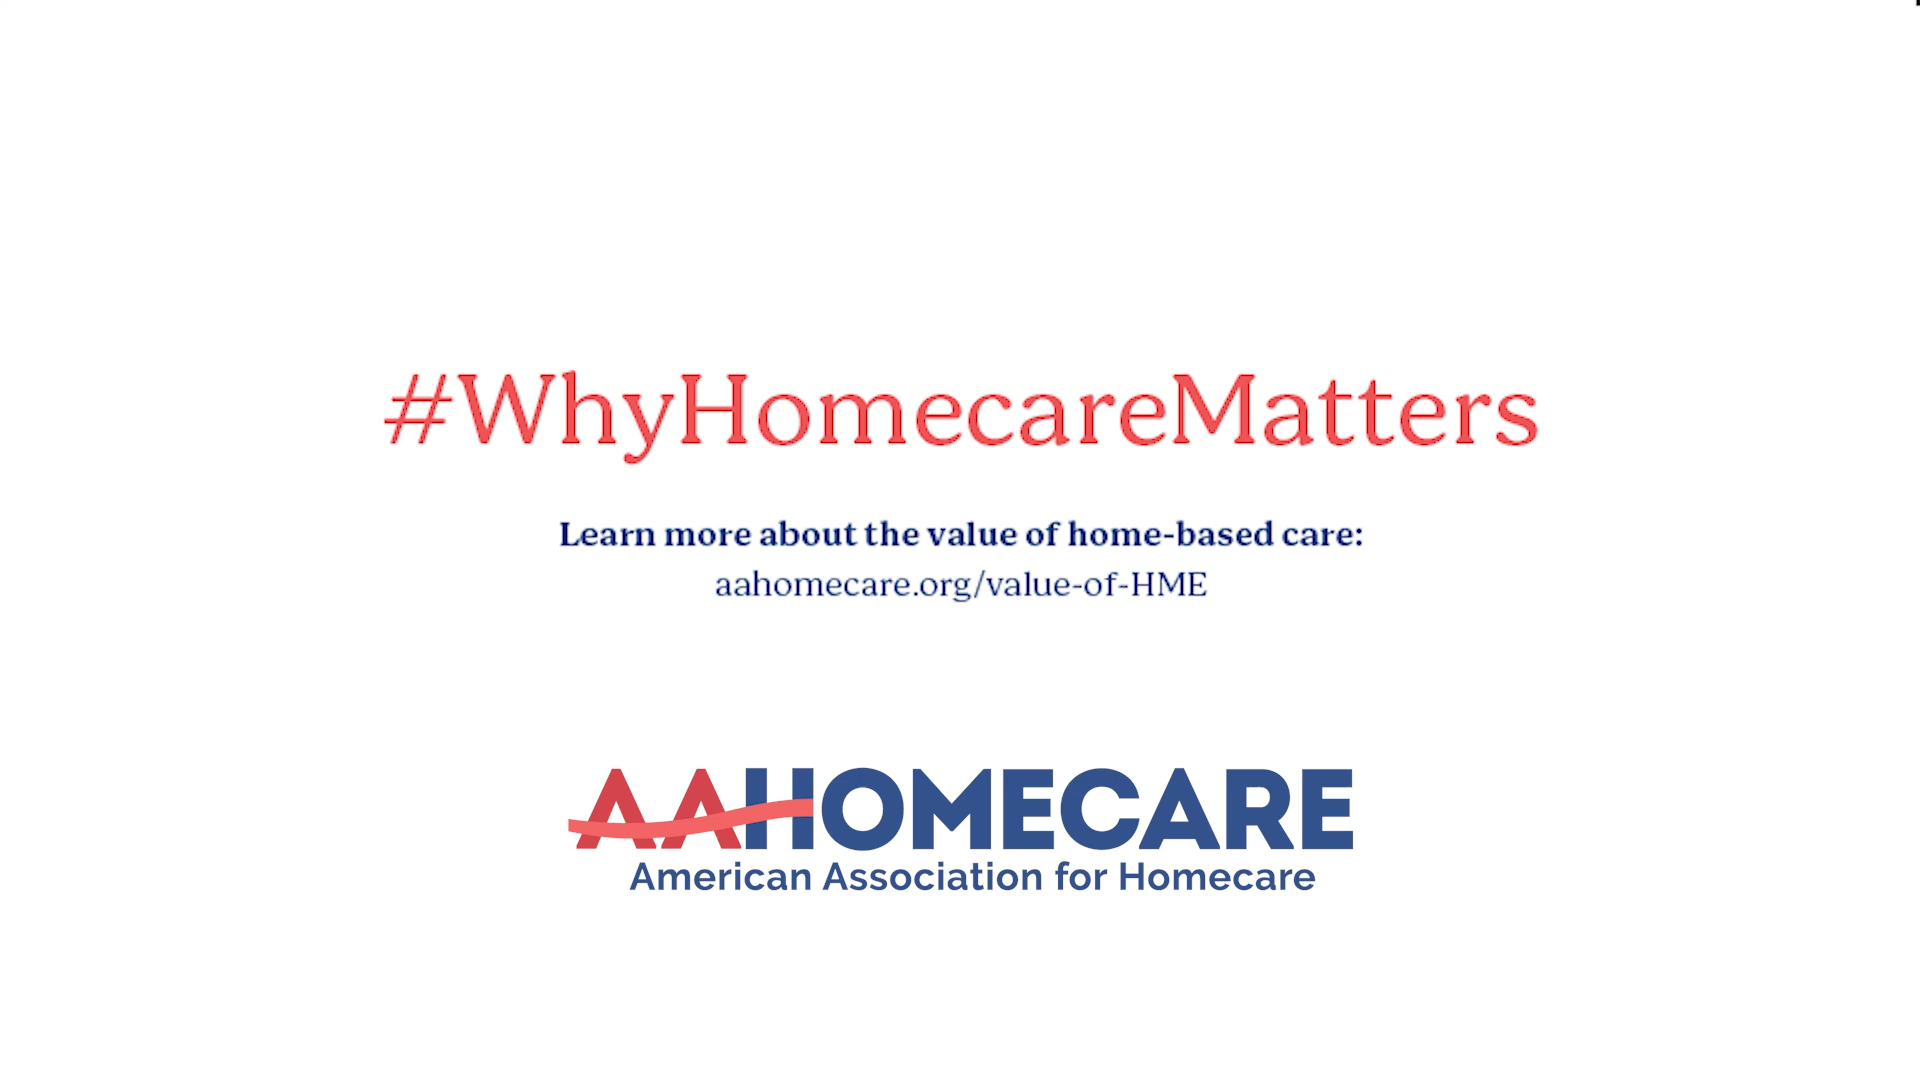 #WhyHomecareMatters
Learn more about the value of home-based care:
aahomecare.org/value-of-HME
AAHOMECARE
American Association for Homecare